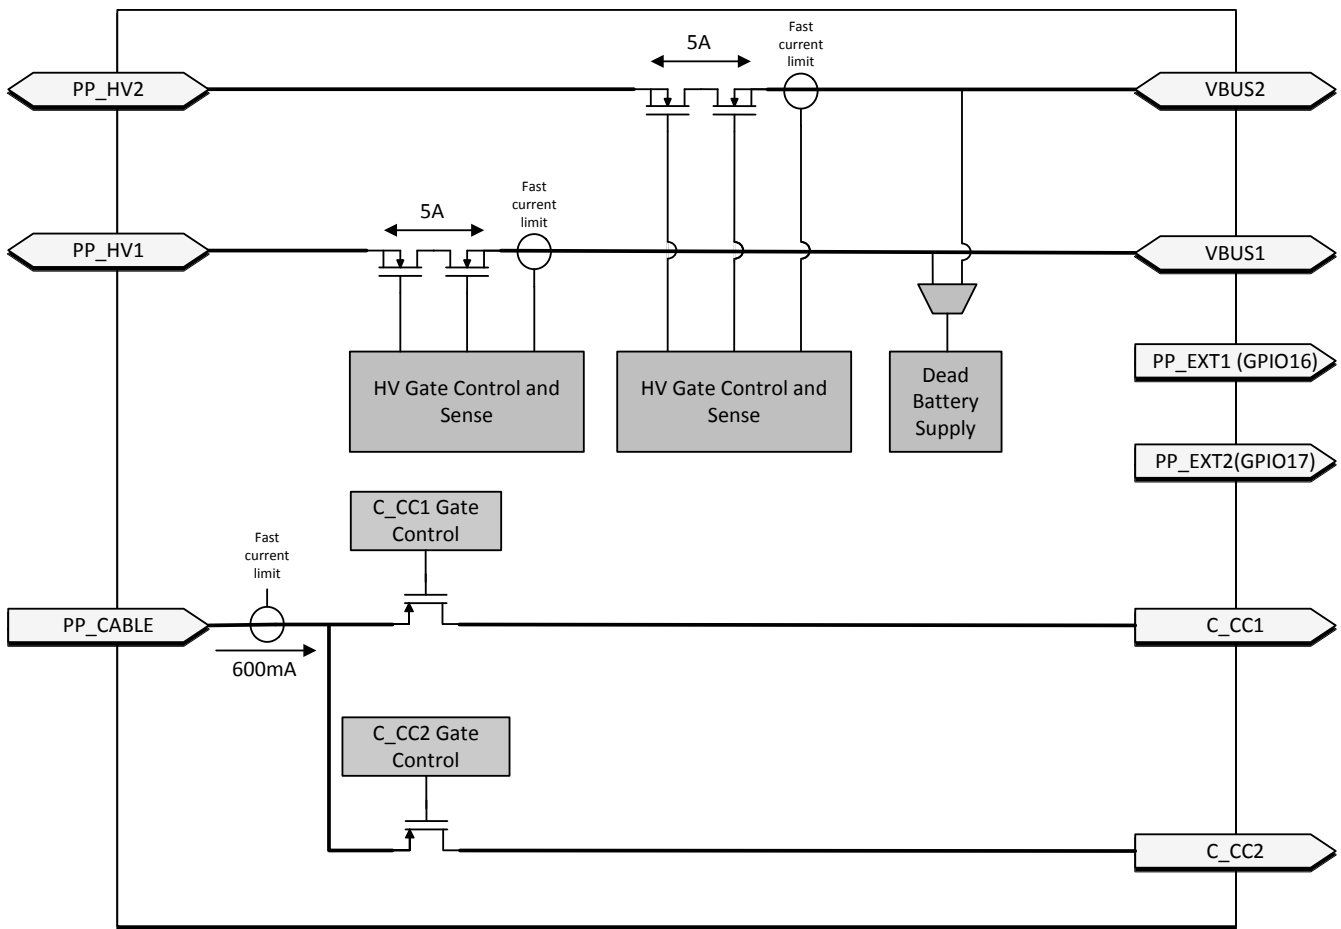 Fast
current
limit
5A
PP_HV2
VBUS2
Fast
current
limit
5A
PP_HV1
VBUS1
PP_EXT1 (GPIO16)
HV Gate Control and
Sense
HV Gate Control and
Sense
Dead
Battery
Supply
PP_EXT2(GPIO17)
C_CC1 Gate
Control
Fast
current
limit
PP_CABLE
600mA
C_CC1
C_CC2 Gate
Control
C_CC2